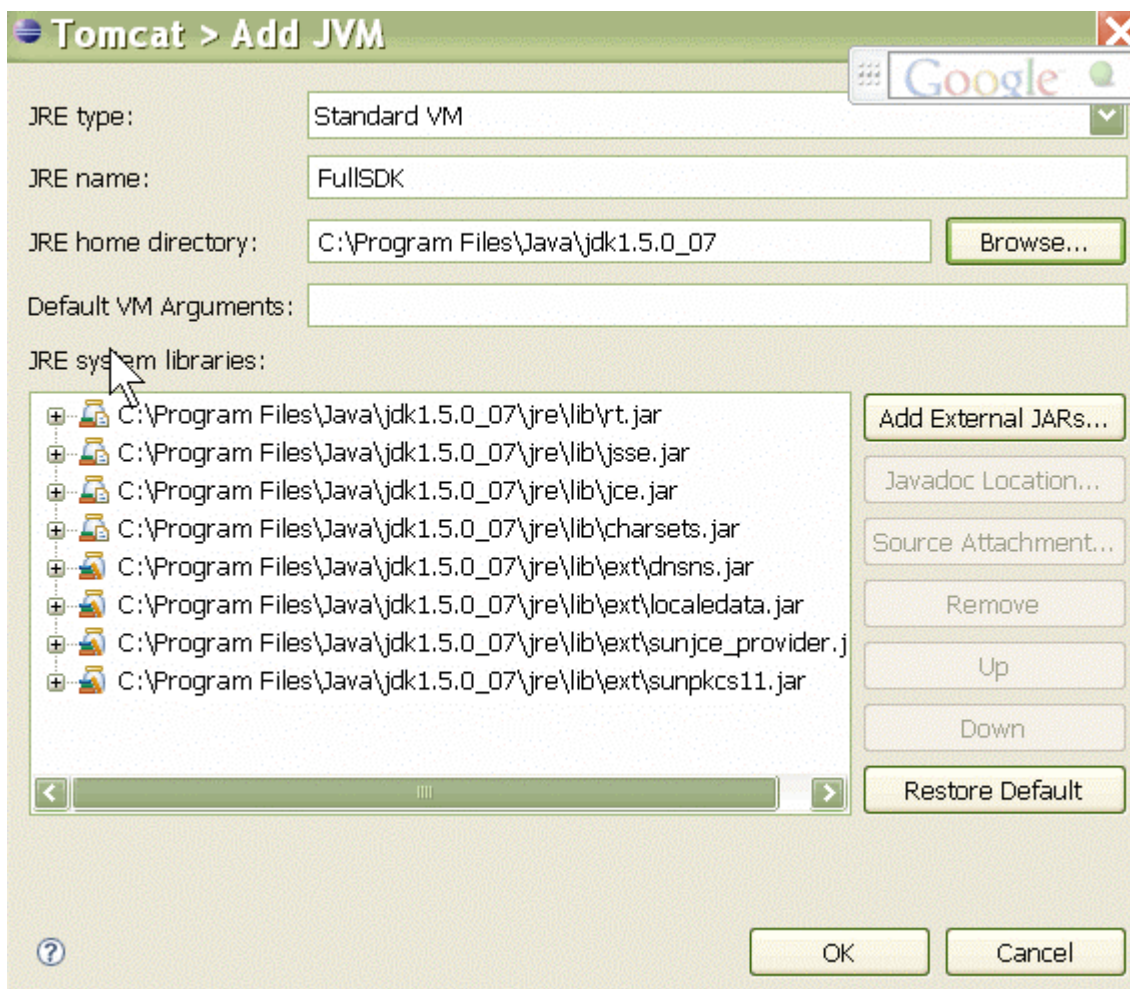 Tomcat > Add JVM
Google
JRE type:
Standard VM
JRE name:
FullSDK
JRE home directory:
C:\Program Files\Java\jdk1.5.0_07
Browse...
Default VM Arguments:
JRE system libraries:
C:\Program Files\Java\jdk1.5.0_07\jre\lib\rt.jar
Add External JARs...
C:\Program Files\Java\jdk1.5.0_07\jre\lib\jsse.jar
Javadoc Location...
C:\Program Files\Java\jdk1.5.0_07\jre\lib\jce.jar
C:\Program Files\Java\jdk1.5.0_07\jre\lib\charsets.jar
Source Attachment...
C:\Program Files\Java\jdk1.5.0_07\jre\lib\ext\dnsns.jar
C:\Program Files\Java\jdk1.5.0_07\jre\lib\ext\localedata.jar
Remove
C:\Program Files\Java\jdk1.5.0_07\jre\lib\ext\sunjce_provider.j
Up
C:\Program Files\Java\jdk1.5.0_07\jre\lib\ext\sunpkcs11.jar
Down
Restore Default
?
OK
Cancel